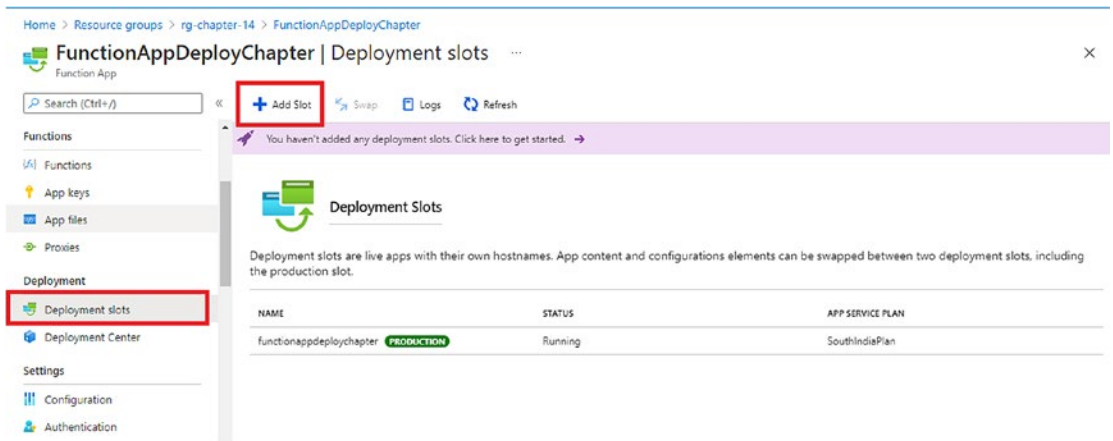 Home > Resource groups > rg-chapter-14 > FunctionAppDeployChapter
FunctionAppDeployChapter | Deployment slots ...
Function App
Search (Ctrl+/)
Add Slot Swap Logs Refresh
You haven't added any deployment slots. Click here to get started. →
Functions
Functions
App keys
App files
Proxies
Deployment
Deployment slots
Deployment Center
Settings
Configuration
Authentication
Deployment Slots
Deployment slots are live apps with their own hostnames. App content and configurations elements can be swapped between two deployment slots, including
the production slot.
NAME STATUS APP SERVICE PLAN
functionappdeploychapter PRODUCTION Running SouthIndiaPlan